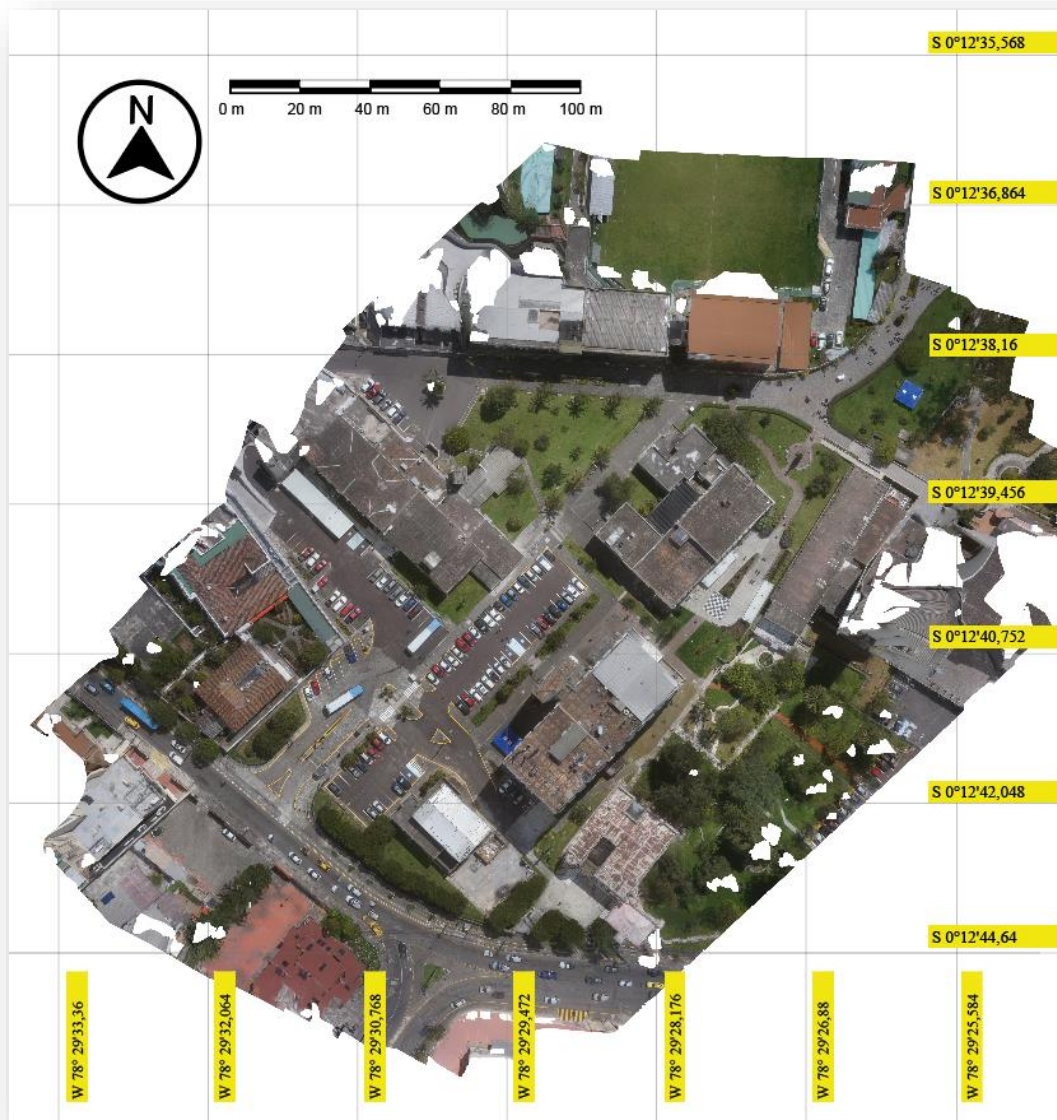 S 0°12'35,568
N
0 m 20 m 40 m 60 m 80 m 100 m
S 0°12'36,864
S 0°12'38,16
S 0°12'39,456
S 0°12'40,752
S 0°12'42,048
S 0°12'44,64
W 78° 29'33,36
W 78° 29'32,064
W 78° 29'30,768
W 78° 29'29,472
W 78° 29'28,176
W 78° 29'26,88
W 78° 29'25,584